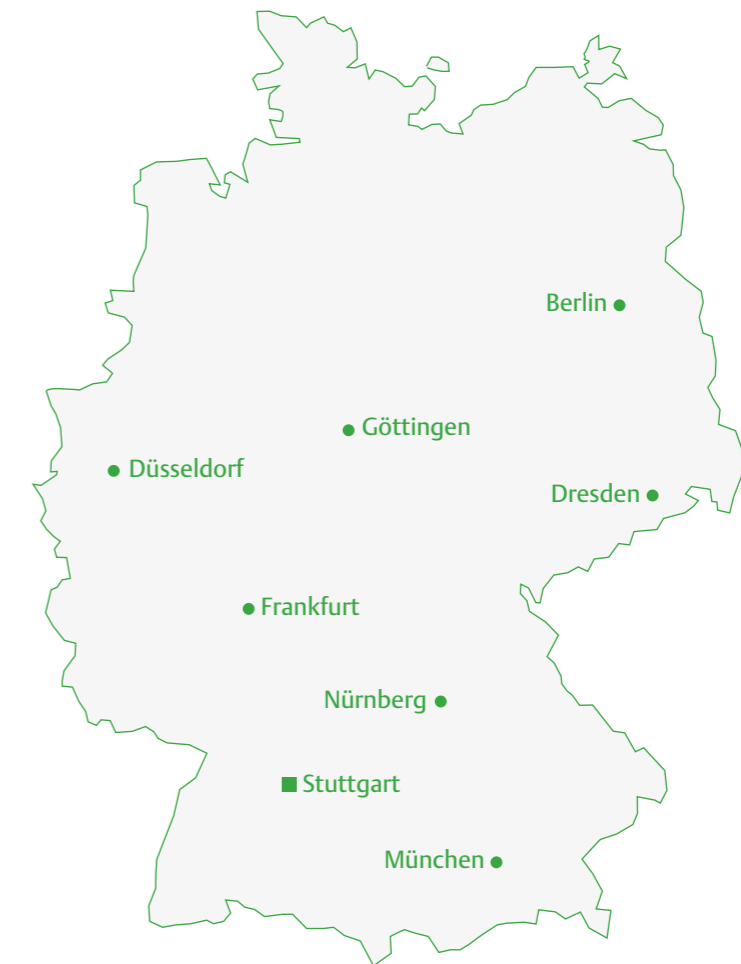 Berlin
Göttingen
Düsseldorf
Dresden
Frankfurt
Nürnberg
Stuttgart
München